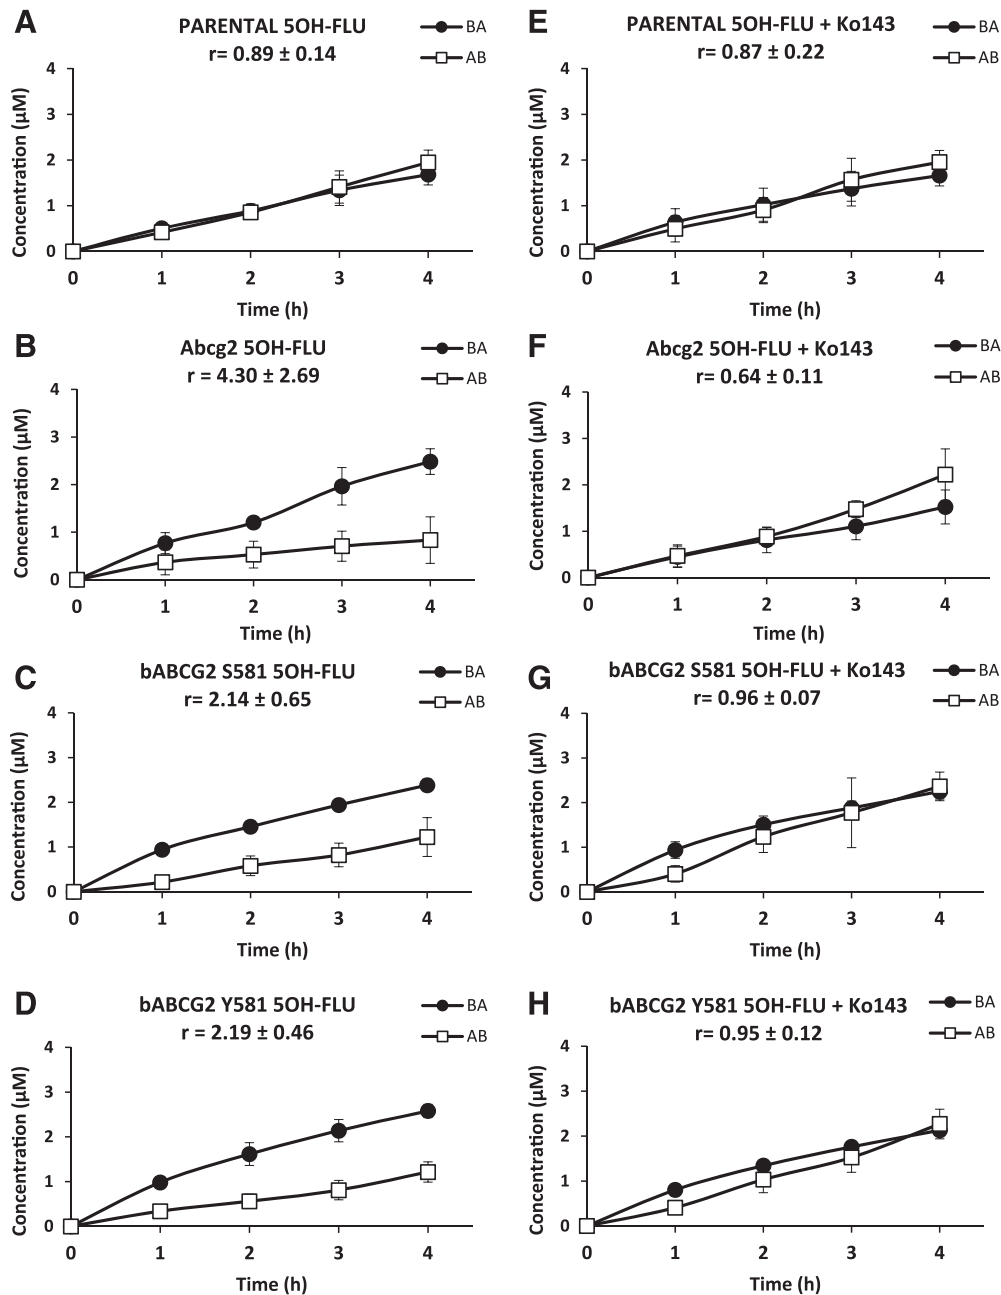 A
PARENTAL 5OH-FLU
r= 0.89 ± 0.14
BA
AB
Concentration (µM)
4
3
2
1
0
0 1 2 3 4
Time (h)
E
PARENTAL 5OH-FLU + Ko143
r= 0.87 ± 0.22
BA
AB
Concentration (µM)
4
3
2
1
0
0 1 2 3 4
Time (h)
B
Abcg2 5OH-FLU
r = 4.30 ± 2.69
BA
AB
Concentration (µM)
4
3
2
1
0
0 1 2 3 4
Time (h)
F
Abcg2 5OH-FLU + Ko143
r= 0.64 ± 0.11
BA
AB
Concentration (µM)
4
3
2
1
0
0 1 2 3 4
Time (h)
C
bABCG2 S581 5OH-FLU
r= 2.14 ± 0.65
BA
AB
Concentration (µM)
4
3
2
1
0
0 1 2 3 4
Time (h)
G
bABCG2 S581 5OH-FLU + Ko143
r= 0.96 ± 0.07
BA
AB
Concentration (µM)
4
3
2
1
0
0 1 2 3 4
Time (h)
D
bABCG2 Y581 5OH-FLU
r = 2.19 ± 0.46
BA
AB
Concentration (µM)
4
3
2
1
0
0 1 2 3 4
Time (h)
H
bABCG2 Y581 5OH-FLU + Ko143
r= 0.95 ± 0.12
BA
AB
Concentration (µM)
4
3
2
1
0
0 1 2 3 4
Time (h)